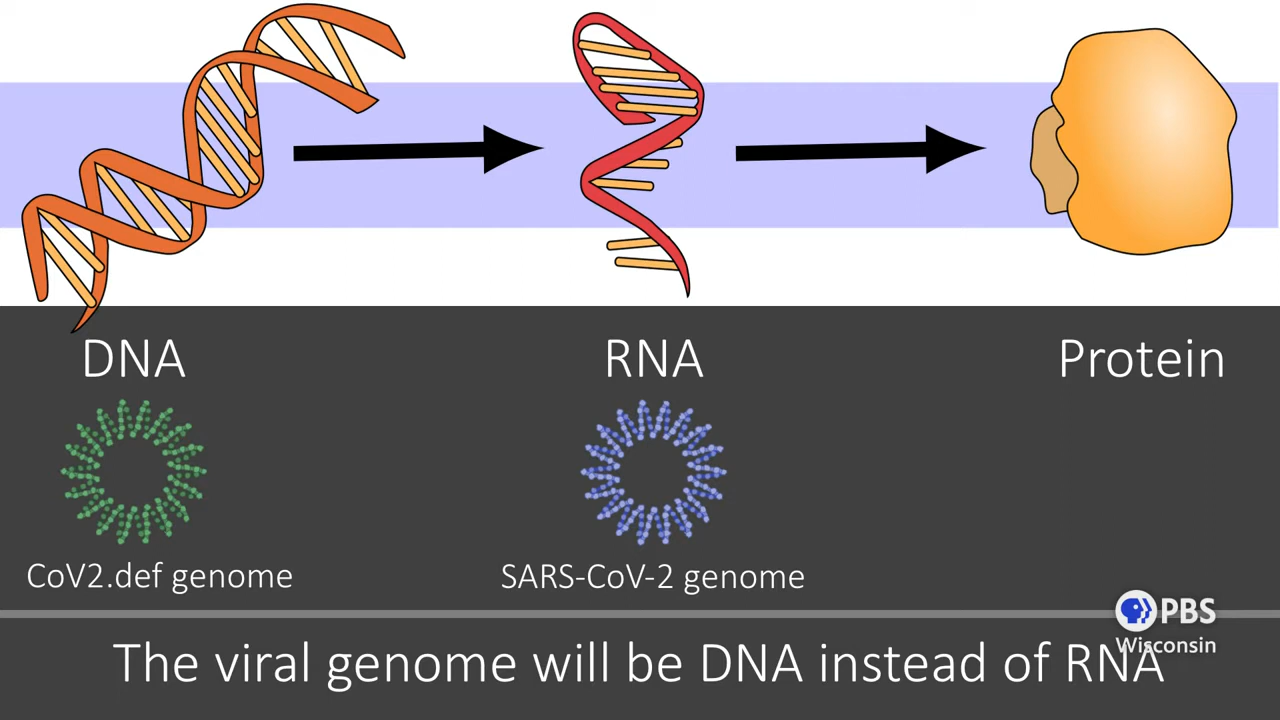 DNA
RNA
Protein
CoV2.def genome
SARS-CoV-2 genome
PBS
Wisconsin
The viral genome will be DNA instead of RNA